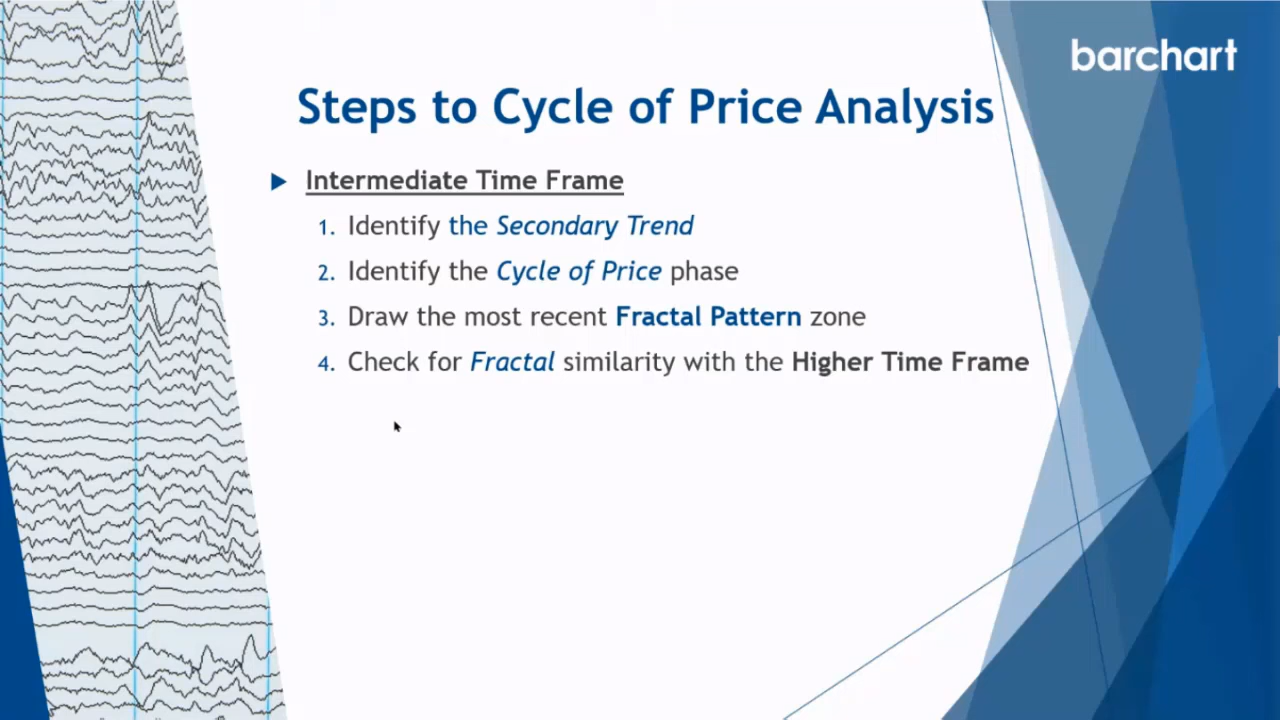 barchart
Steps to Cycle of Price Analysis
Intermediate Time Frame
1. Identify the Secondary Trend
2. Identify the Cycle of Price phase
3. Draw the most recent Fractal Pattern zone
4. Check for Fractal similarity with the Higher Time Frame